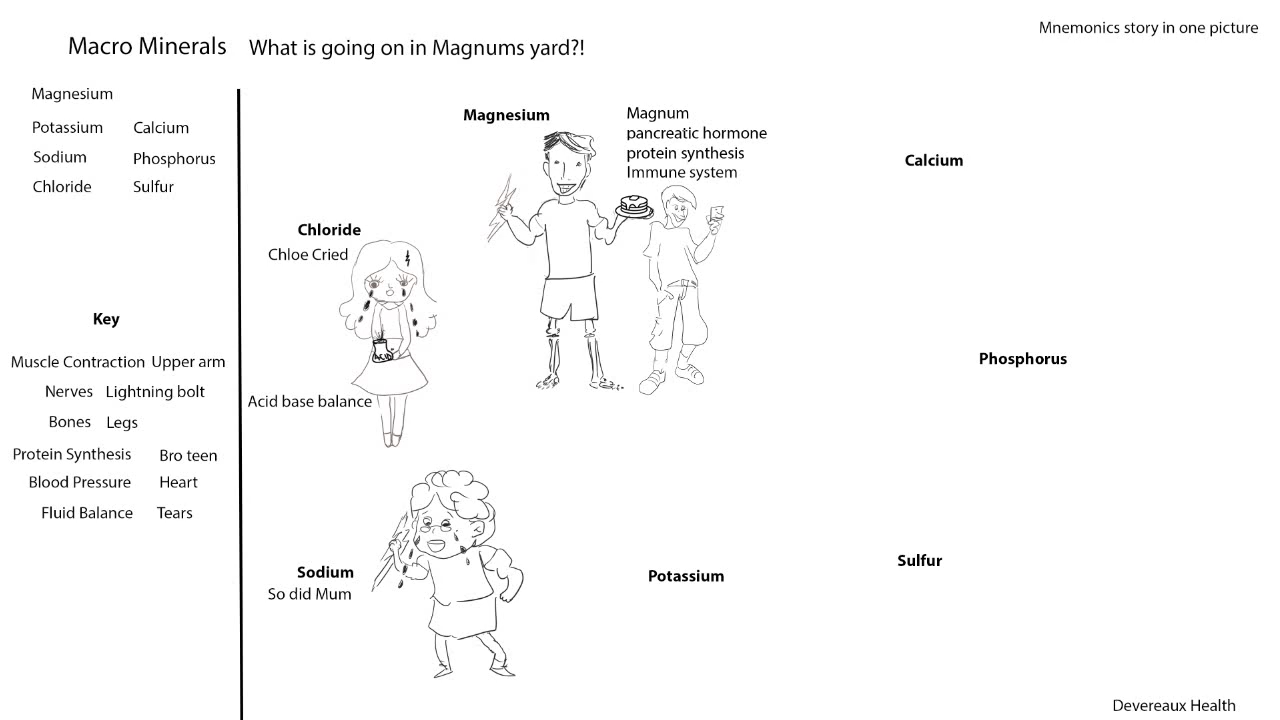 Mnemonics story in one picture
Macro Minerals What is going on in Magnums yard?!
Magnesium
Potassium Calcium
Sodium Phosphorus
Chloride Sulfur
Key
Muscle Contraction Upper arm
Nerves Lightning bolt
Bones Legs
Protein Synthesis Bro teen
Blood Pressure Heart
Fluid Balance Tears
Magnesium
Magnum
pancreatic hormone
protein synthesis
Immune system
Calcium
Chloride
Chloe Cried
ACID
Acid base balance
Phosphorus
Sodium
So did Mum
Potassium
Sulfur
Devereaux Health